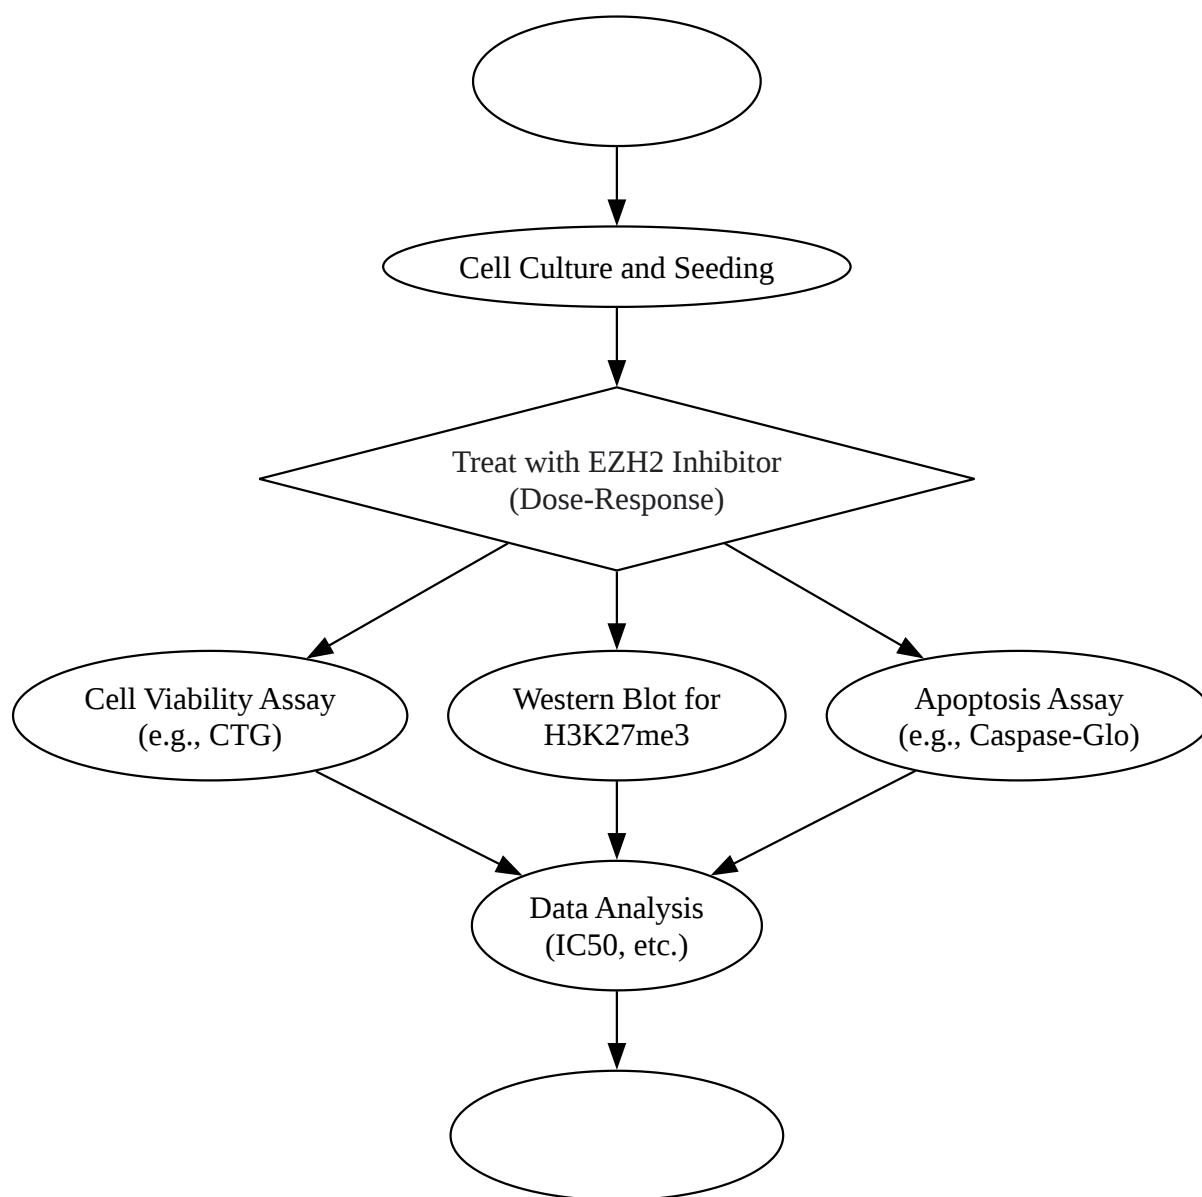 Cell Culture and Seeding
Treat with EZH2 Inhibitor
(Dose-Response)
Cell Viability Assay
(e.g., CTG)
Western Blot for
H3K27me3
Apoptosis Assay
(e.g., Caspase-Glo)
Data Analysis
(IC50, etc.)